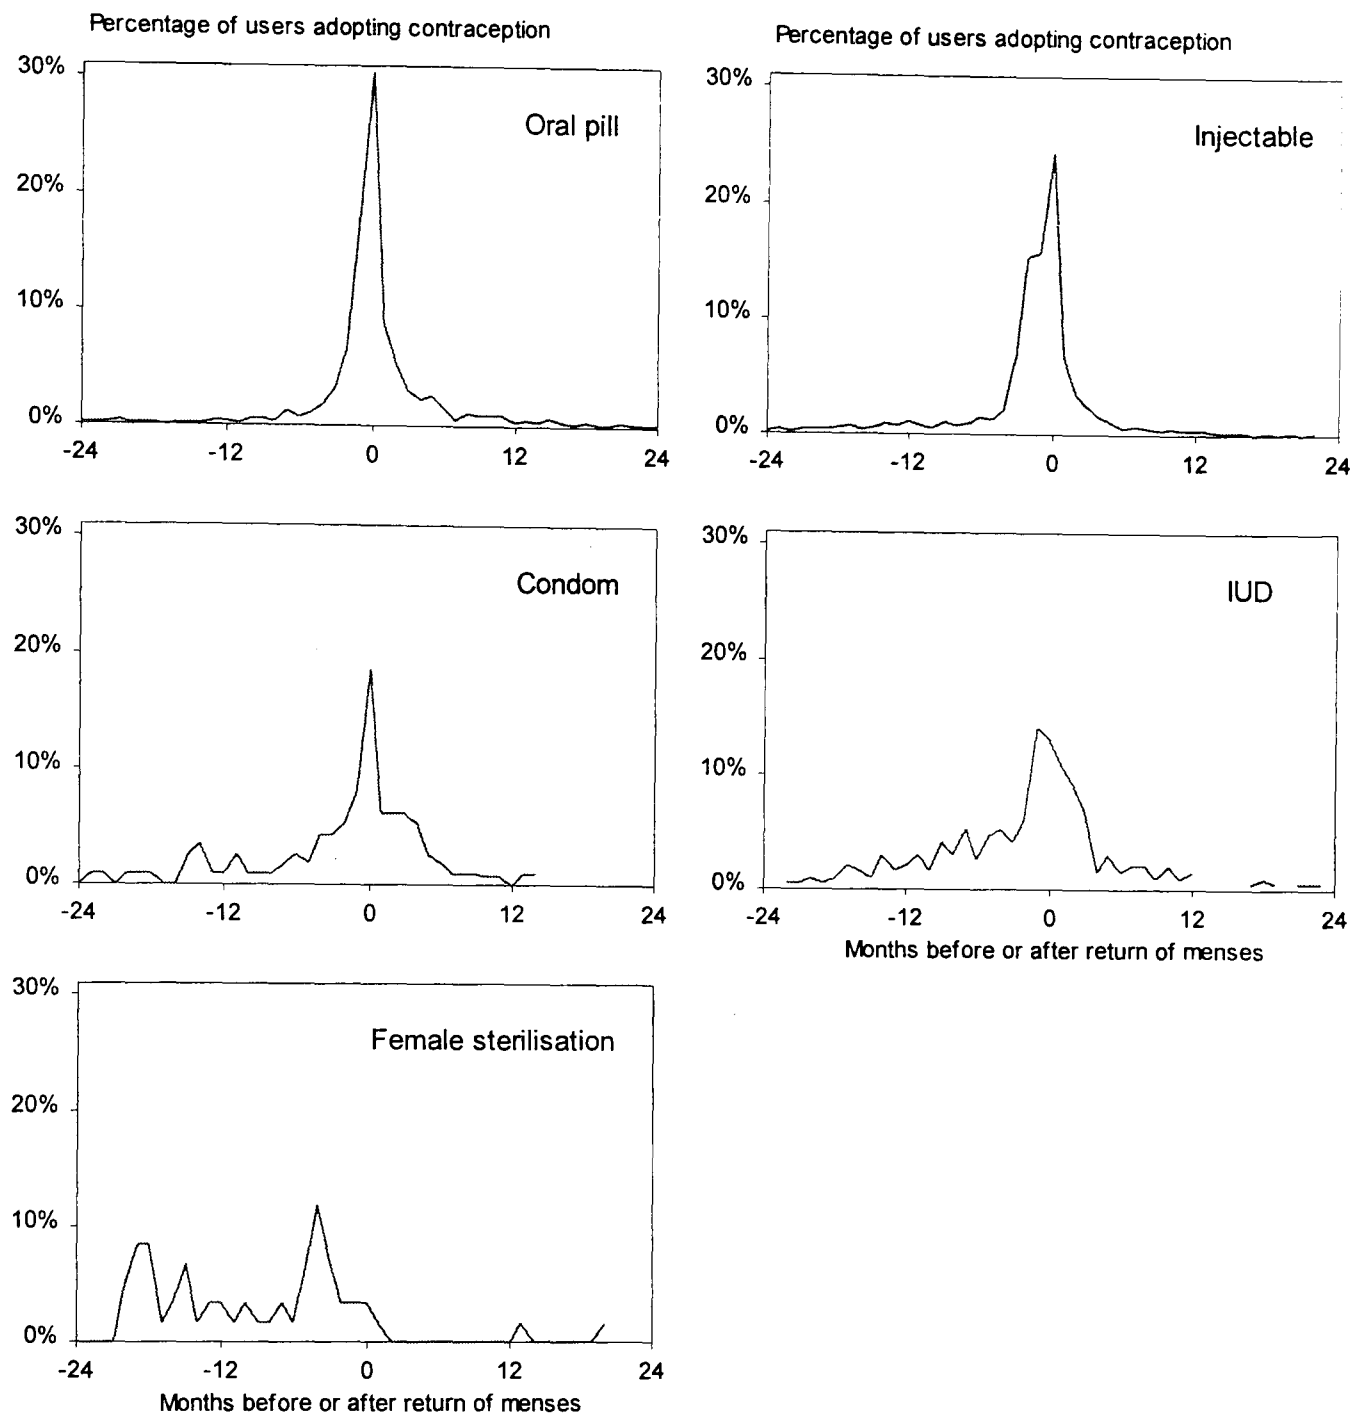 Percentage of users adopting contraception
30%
20%
10%
0%
-24 -12 0 12 24
Oral pill
Percentage of users adopting contraception
30%
20%
10%
0%
-24 -12 0 12 24
Injectable
30%
20%
10%
0%
-24 -12 0 12 24
Condom
30%
20%
10%
0%
-24 -12 0 12 24
IUD
Months before or after return of menses
30%
20%
10%
0%
-24 -12 0 12 24
Female sterilisation
Months before or after return of menses